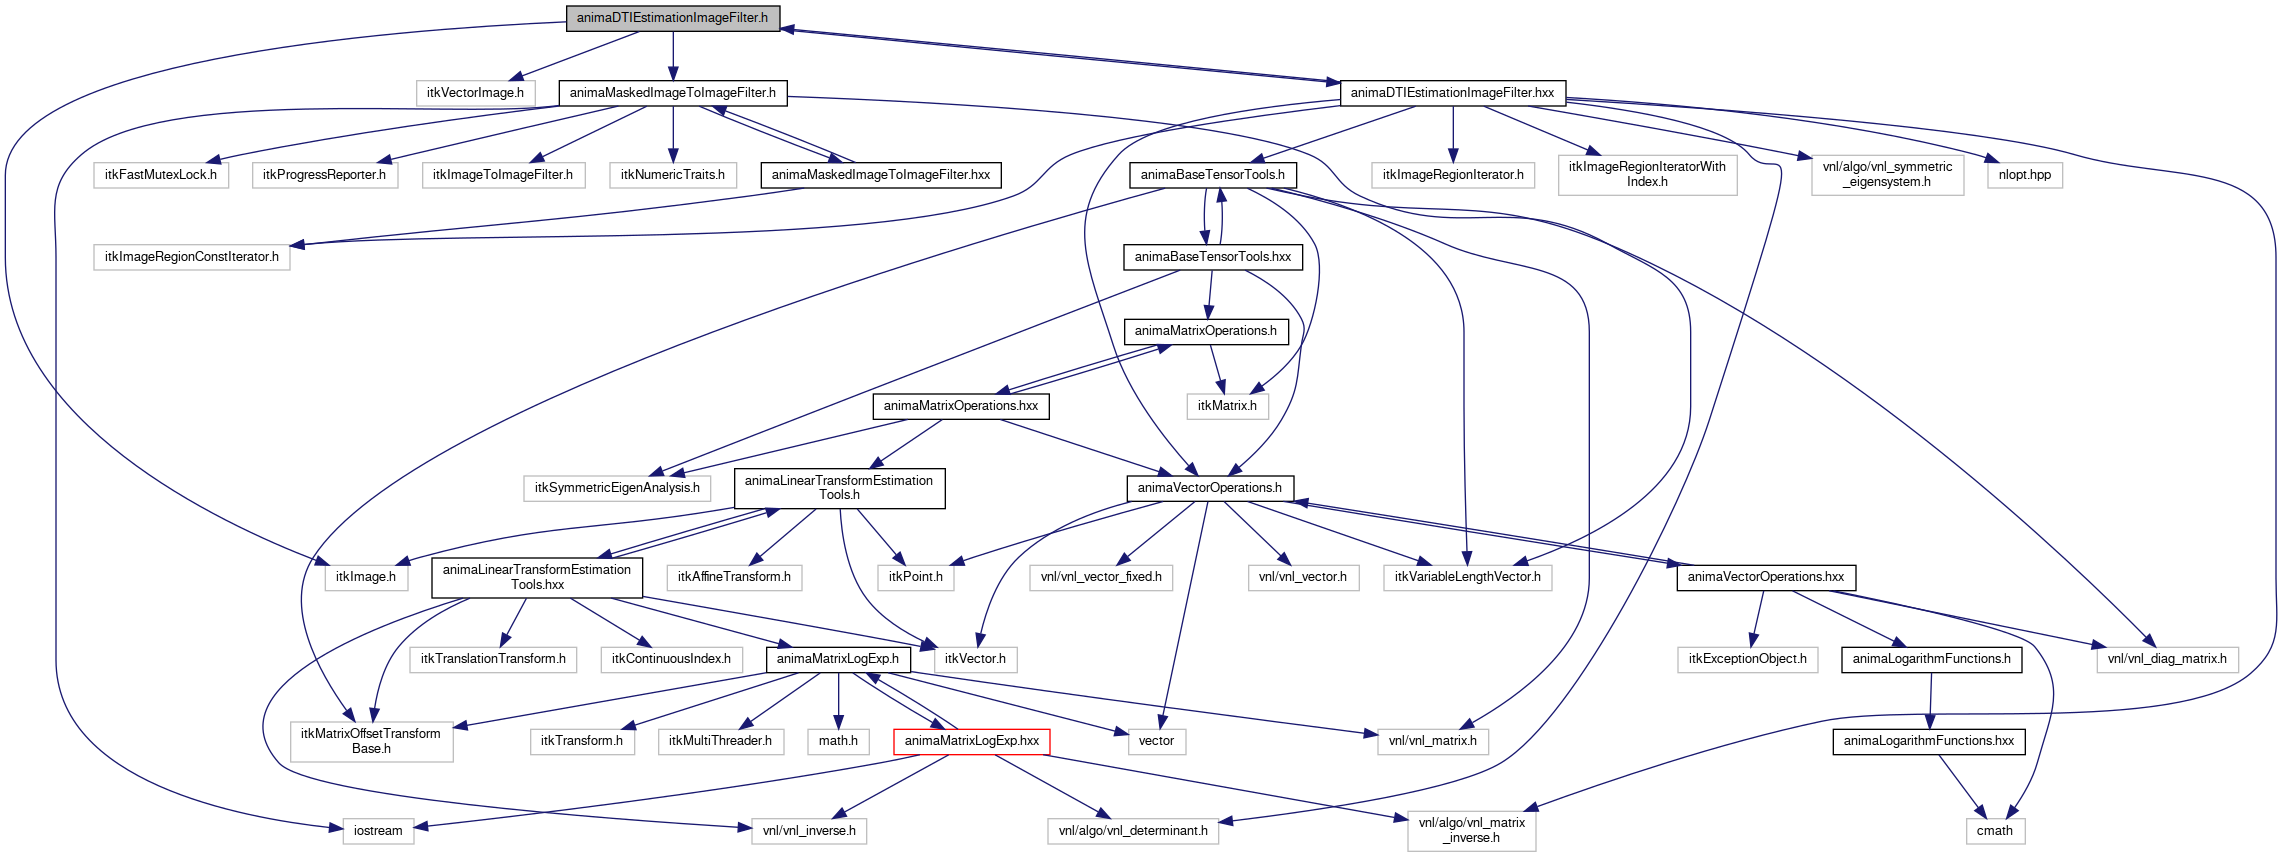 animaDTIEstimationImageFilter.h
itkVectorImage.h
animaMaskedImageToImageFilter.h
animaDTIEstimationImageFilter.hxx
itkFastMutexLock.h
itkProgressReporter.h
itkImageToImageFilter.h
itkNumericTraits.h
animaMaskedImageToImageFilter.hxx
animaBaseTensorTools.h
itkImageRegionIterator.h
itkImageRegionIteratorWith
Index.h
vnl/algo/vnl_symmetric
_eigensystem.h
nlopt.hpp
itkImageRegionConstIterator.h
animaBaseTensorTools.hxx
animaMatrixOperations.h
animaMatrixOperations.hxx
itkMatrix.h
itkSymmetricEigenAnalysis.h
animaLinearTransformEstimation
Tools.h
animaVectorOperations.h
itkImage.h
animaLinearTransformEstimation
Tools.hxx
itkAffineTransform.h
itkPoint.h
vnl/vnl_vector_fixed.h
vnl/vnl_vector.h
itkVariableLengthVector.h
animaVectorOperations.hxx
itkTranslationTransform.h
itkContinuousIndex.h
animaMatrixLogExp.h
itkVector.h
itkExceptionObject.h
animaLogarithmFunctions.h
vnl/vnl_diag_matrix.h
itkMatrixOffsetTransform
Base.h
itkTransform.h
itkMultiThreader.h
math.h
animaMatrixLogExp.hxx
vector
vnl/vnl_matrix.h
animaLogarithmFunctions.hxx
iostream
vnl/vnl_inverse.h
vnl/algo/vnl_determinant.h
vnl/algo/vnl_matrix
_inverse.h
cmath